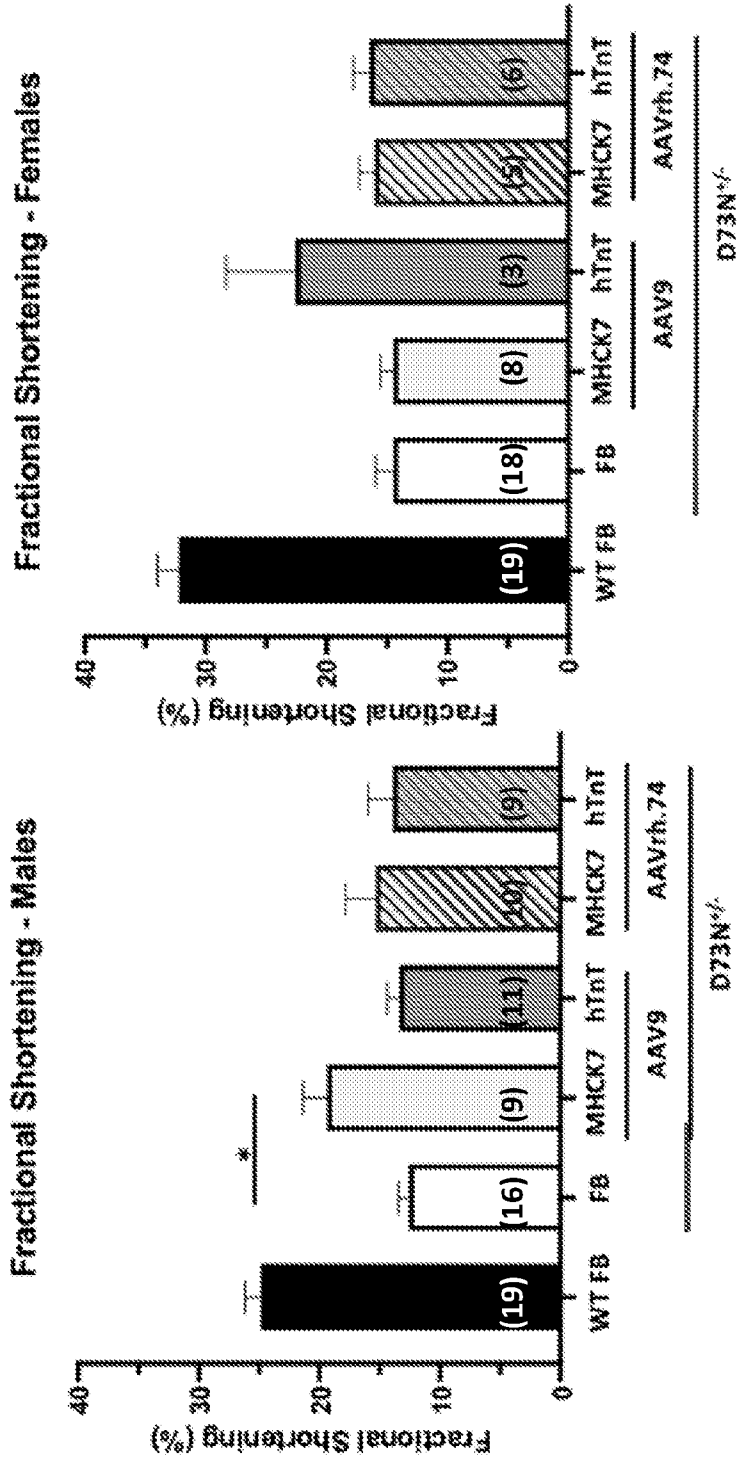 Fractional Shortening - Males
Fractional Shortening (%)
40
30
20
10
0
*
(19)
(16)
(9)
(11)
(10)
(9)
WT FB
FB
MHCK7
hTnT
MHCK7
hTnT
AAV9
AAVrh.74
D73N+/-
Fractional Shortening - Females
Fractional Shortening (%)
40
30
20
10
0
(19)
(18)
(8)
(3)
(5)
(6)
WT FB
FB
MHCK7
hTnT
MHCK7
hTnT
AAV9
AAVrh.74
D73N+/-